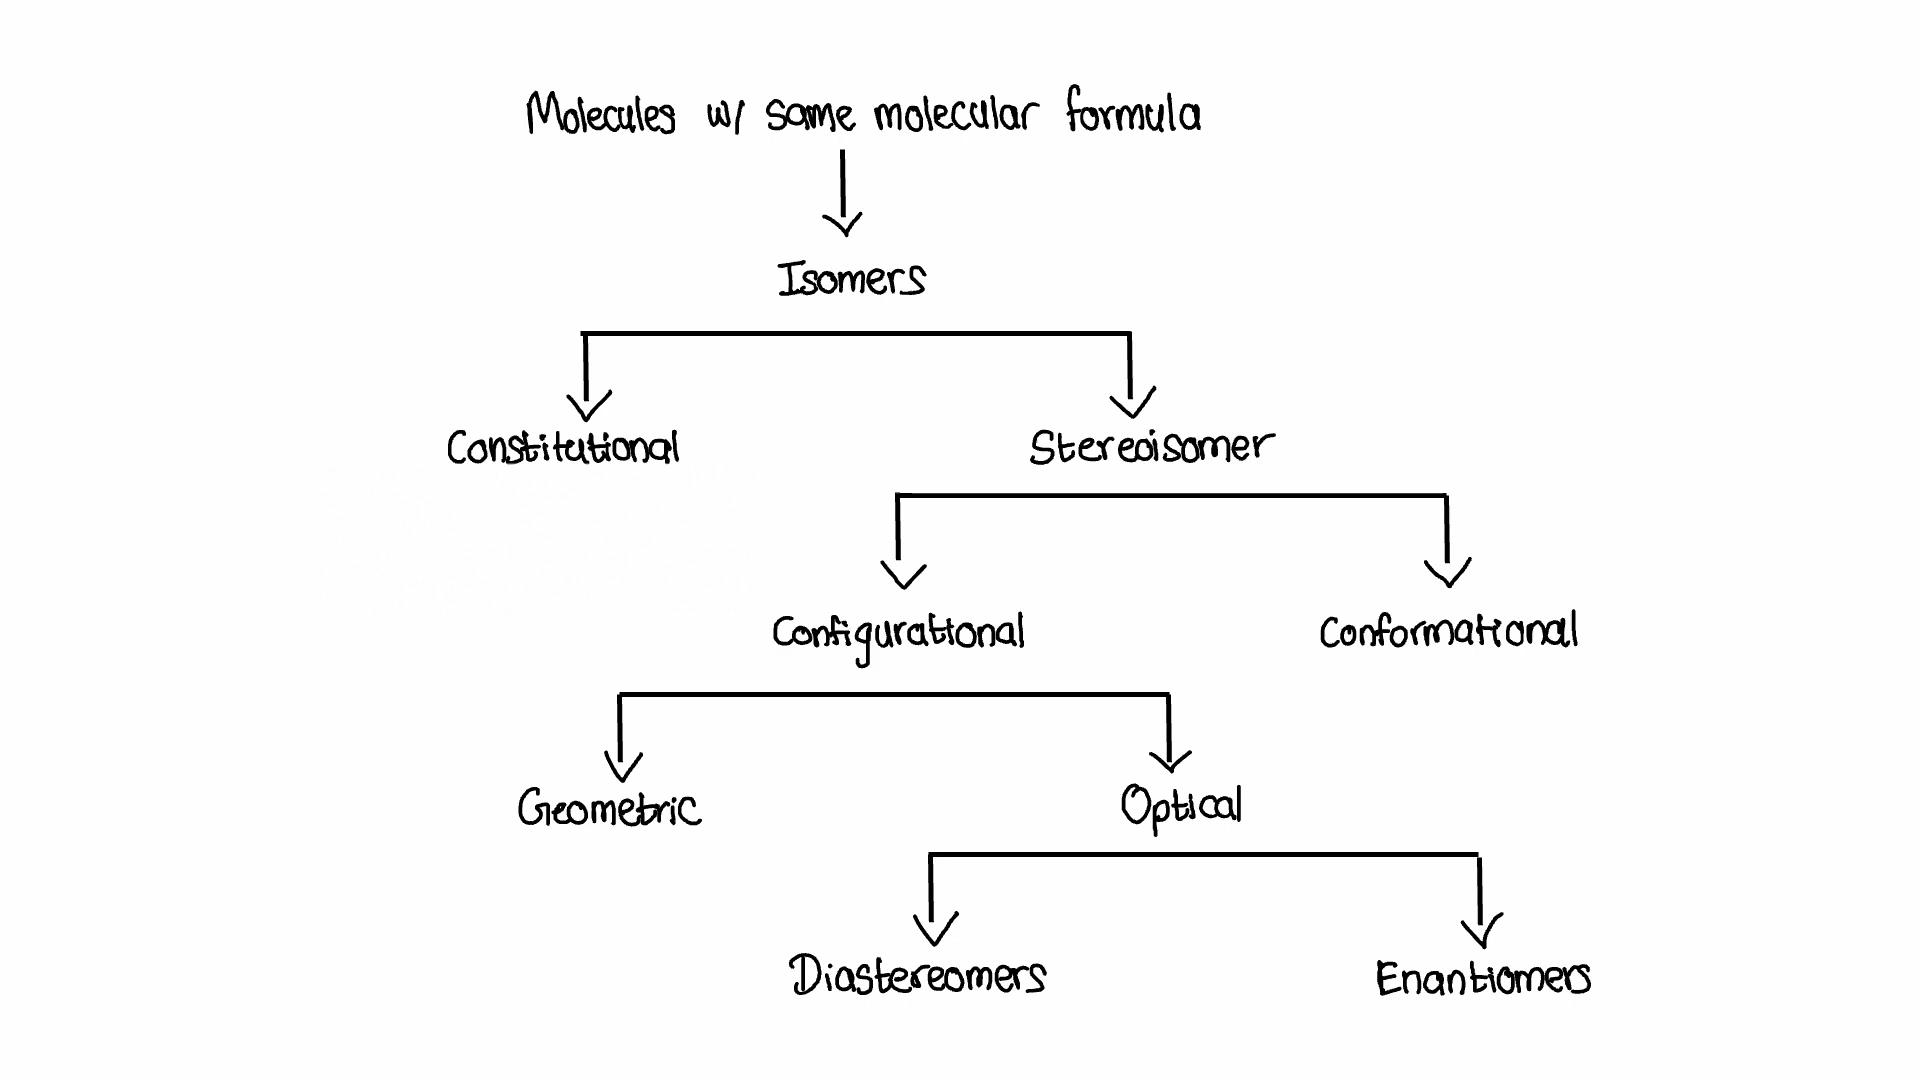 Molecules w/ same molecular formula
Isomers
Constitutional
Stereoisomer
Configurational
Conformational
Geometric
Optical
Diastereomers
Enantiomers